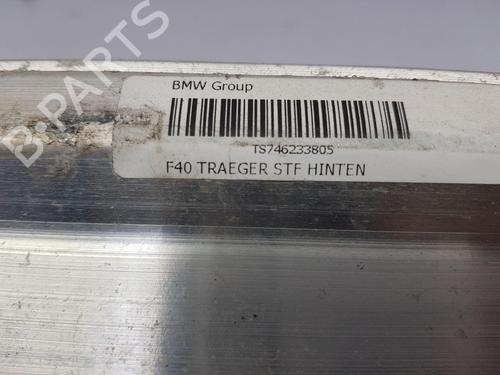 B-PARTS
BMW Group
TS746233805
F40 TRAEGER STF HINTEN